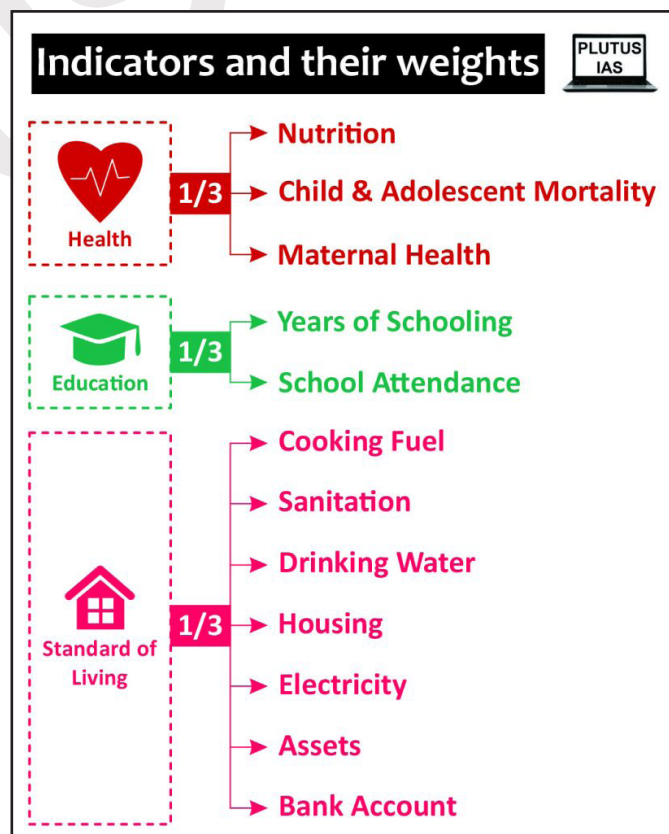 Indicators and their weights
PLUTUS
IAS
Health
1/3
Nutrition
Child & Adolescent Mortality
Maternal Health
Education
1/3
Years of Schooling
School Attendance
Standard of
Living
1/3
Cooking Fuel
Sanitation
Drinking Water
Housing
Electricity
Assets
Bank Account